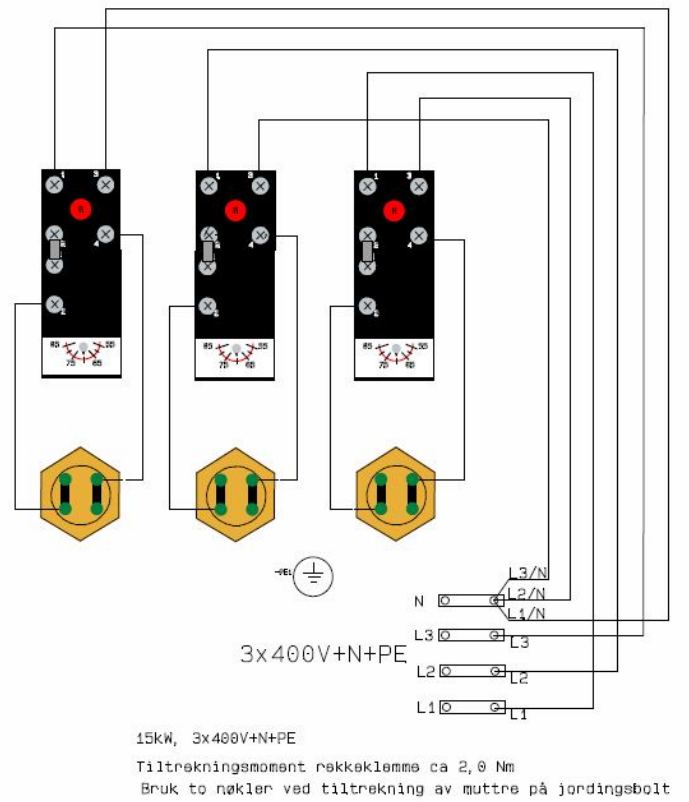 1 3
1 3
1 3
R
R
R
2 4
4
4
2
85 55
75 65
85 55
75 65
85 55
75 65
-PE1
L3/N
L2/N
N
L1/N
L3
L3
3x400V+N+PE
L2
L2
L1
L1
15kW, 3x400V+N+PE
Tiltrekningsmoment rekkeklemme ca 2,0 Nm
Bruk to nøkler ved tiltrekning av muttre på jordingsbolt